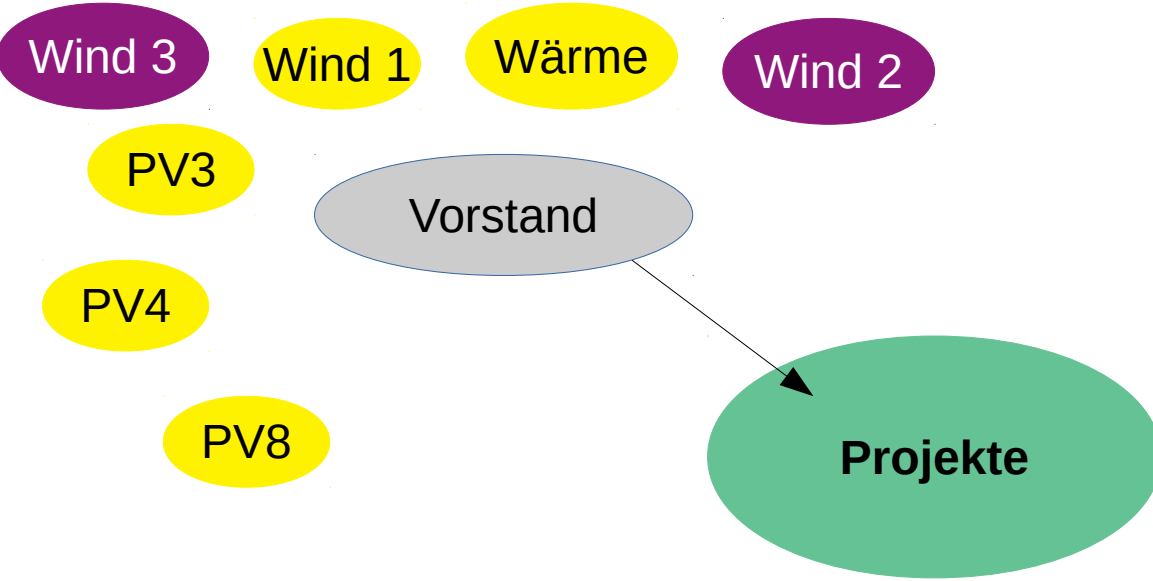 Wind 3
Wind 1
Wärme
Wind 2
PV3
Vorstand
PV4
PV8
Projekte